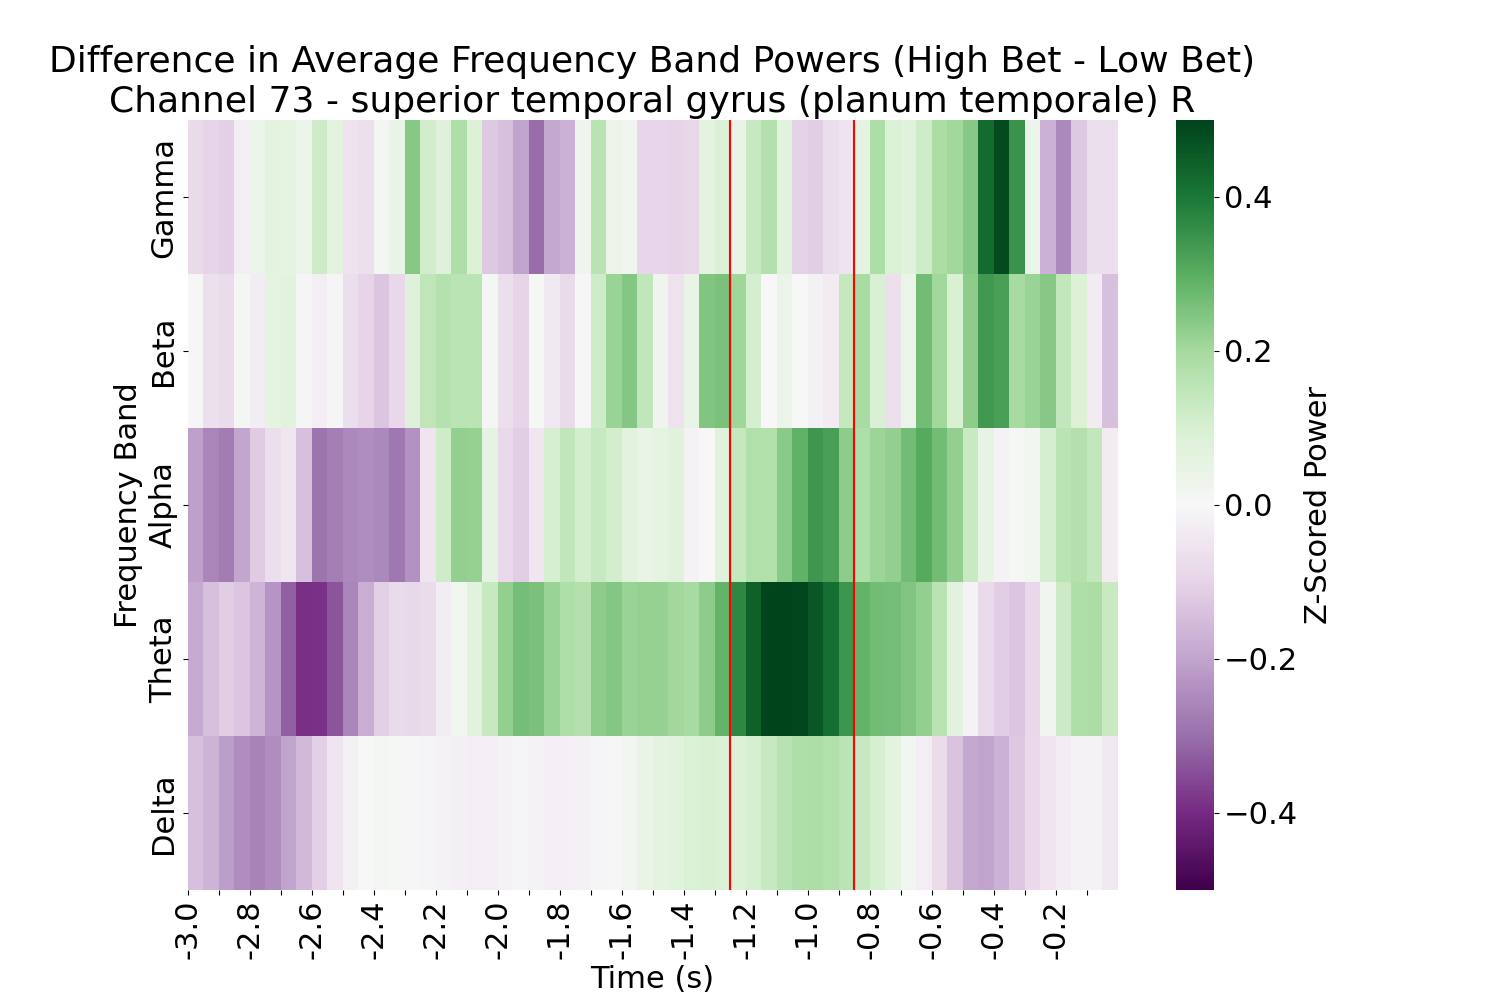 Difference in Average Frequency Band Powers (High Bet - Low Bet)
Channel 73 - superior temporal gyrus (planum temporale) R
Frequency Band
Gamma
Beta
Alpha
Theta
Delta
-3.0
-2.8
-2.6
-2.4
-2.2
-2.0
-1.8
-1.6
-1.4
-1.2
-1.0
-0.8
-0.6
-0.4
-0.2
Time (s)
0.4
0.2
0.0
−0.2
−0.4
Z-Scored Power